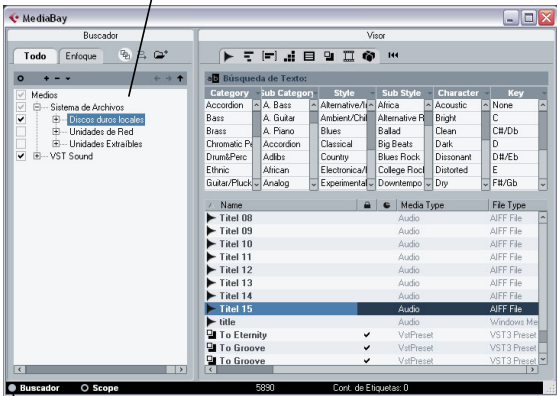 MediaBay
Buscador
Visor
Todo Enfoque
Búsqueda de Texto:
Medios
Sistema de Archivos
Discos duros locales
Unidades de Red
Unidades Extraíbles
VST Sound
Category Sub Category Style Sub Style Character Key
Accordion A. Bass Alternative/In Africa Acoustic None
Bass A. Guitar Ambient/Chil Alternative R Bright C
Brass A. Piano Blues Ballad Clean C#/Db
Chromatic Pe Accordion Classical Big Beats Dark D
Drum&Perc Adlibs Country Blues Rock Dissonant D#/Eb
Ethnic African Electronica/ College Rock Distorted E
Guitar/Pluck Analog Experimental Downtempo Dry F#/Gb
Name Media Type File Type
Titel 08 Audio AIFF File
Titel 09 Audio AIFF File
Titel 10 Audio AIFF File
Titel 11 Audio AIFF File
Titel 12 Audio AIFF File
Titel 13 Audio AIFF File
Titel 14 Audio AIFF File
Titel 15 Audio AIFF File
title Audio Windows Me
To Eternity VstPreset VST3 Preset
To Groove VstPreset VST3 Preset
To Groove VstPreset VST3 Preset
Buscador Scope 5890 Cont. de Etiquetas: 0